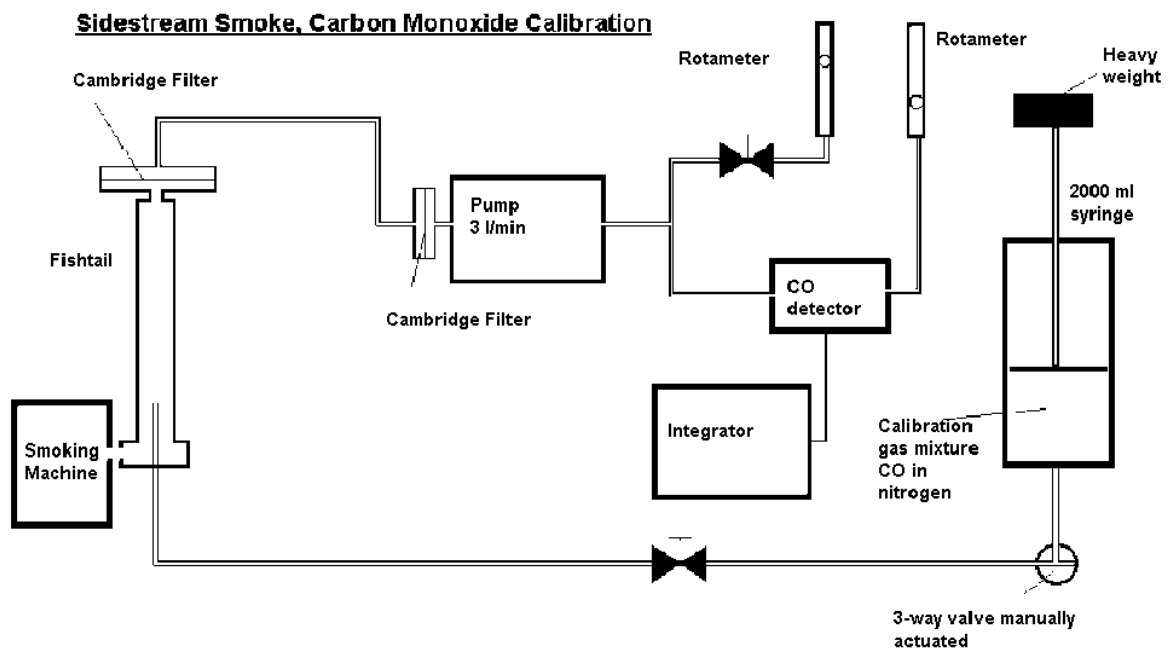 Sidestream Smoke, Carbon Monoxide Calibration
Cambridge Filter
Rotameter
Rotameter
Heavy
weight
2000 ml
syringe
Pump
3 l/min
Fishtail
Cambridge Filter
CO
detector
Smoking
Machine
Integrator
Calibration
gas mixture
CO in
nitrogen
3-way valve manually
actuated